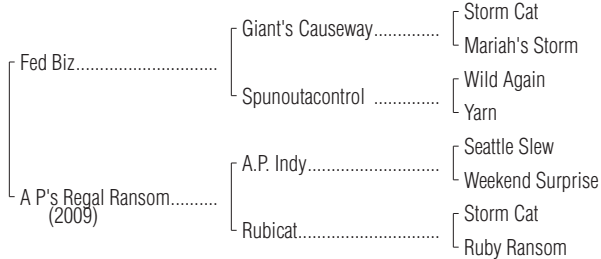 Storm Cat
Giant's Causeway..............
Mariah's Storm
Fed Biz.............................
Wild Again
Spunoutacontrol ..............
Yarn
Seattle Slew
A.P. Indy...........................
Weekend Surprise
A P's Regal Ransom..........
(2009)
Storm Cat
Rubicat.............................
Ruby Ransom